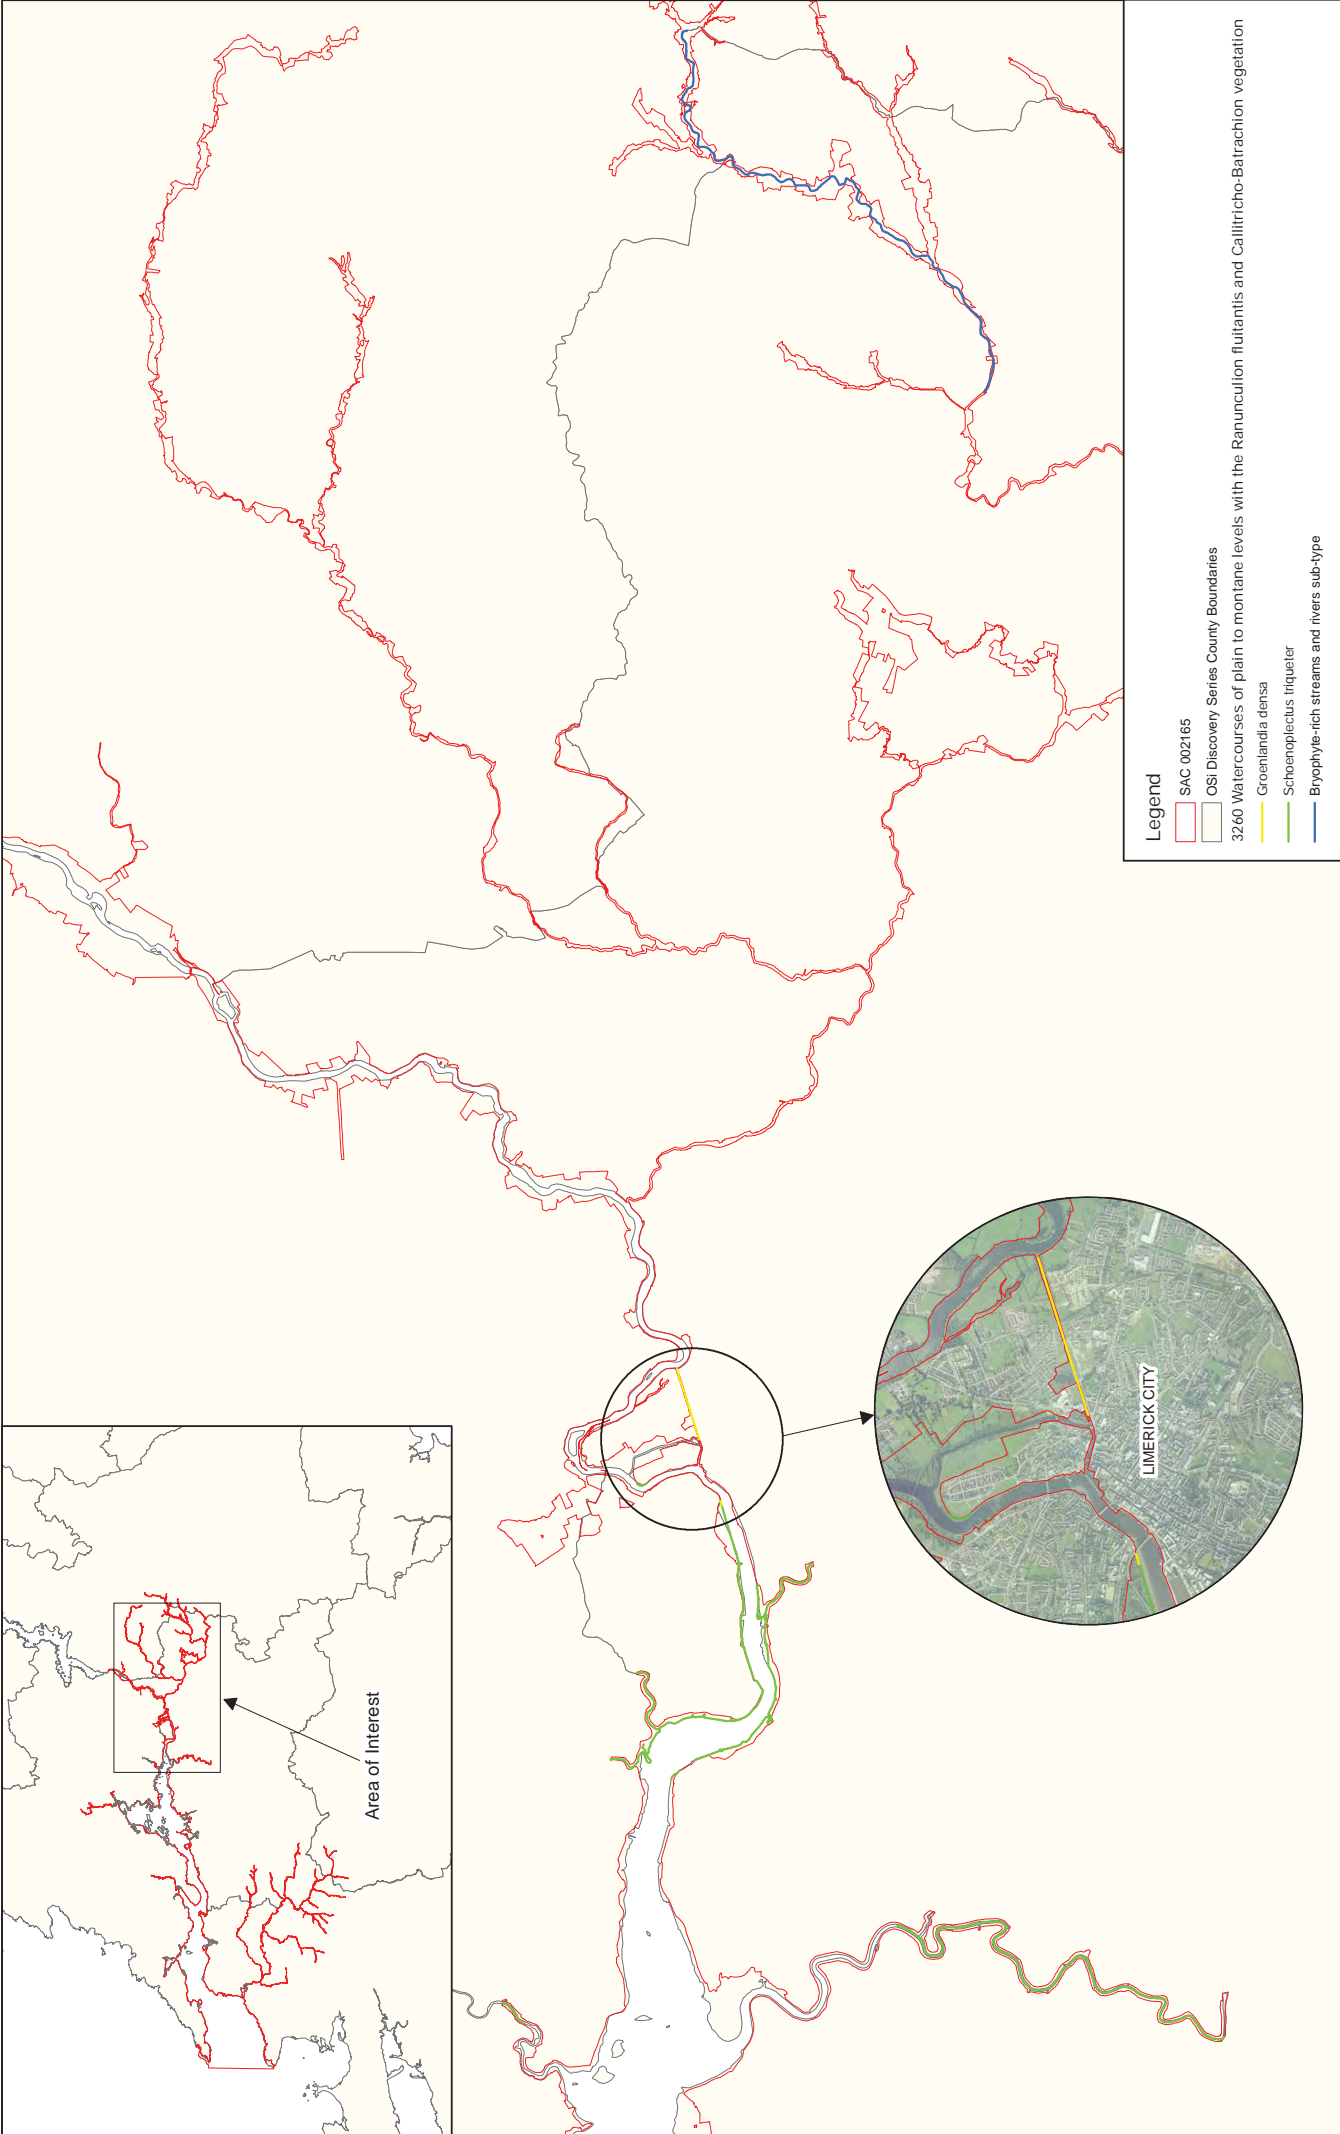 Legend
SAC 002165
OSi Discovery Series County Boundaries
3260 Watercourses of plain to montane levels with the Ranunculion fluitantis and Callitricho-Batrachion vegetation
Groenlandia densa
Schoenoplectus triqueter
Bryophyte-rich streams and rivers sub-type
Area of Interest
LIMERICK CITY